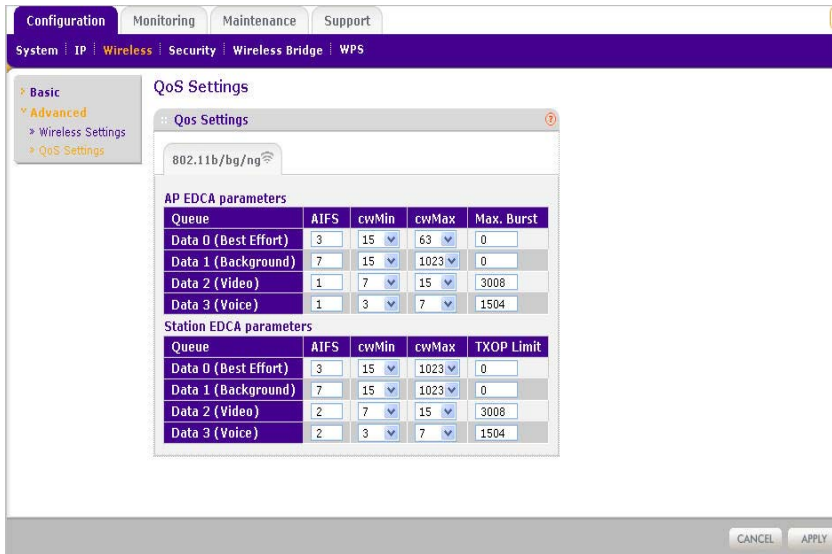 Configuration Monitoring Maintenance Support
System IP Wireless Security Wireless Bridge WPS
Basic
Advanced
Wireless Settings
QoS Settings
QoS Settings
Qos Settings ?
802.11b/bg/ng
AP EDCA parameters
Queue AIFS cwMin cwMax Max. Burst
Data 0 (Best Effort) 3 15 63 0
Data 1 (Background) 7 15 1023 0
Data 2 (Video) 1 7 15 3008
Data 3 (Voice) 1 3 7 1504
Station EDCA parameters
Queue AIFS cwMin cwMax TXOP Limit
Data 0 (Best Effort) 3 15 1023 0
Data 1 (Background) 7 15 1023 0
Data 2 (Video) 2 7 15 3008
Data 3 (Voice) 2 3 7 1504
CANCEL APPLY